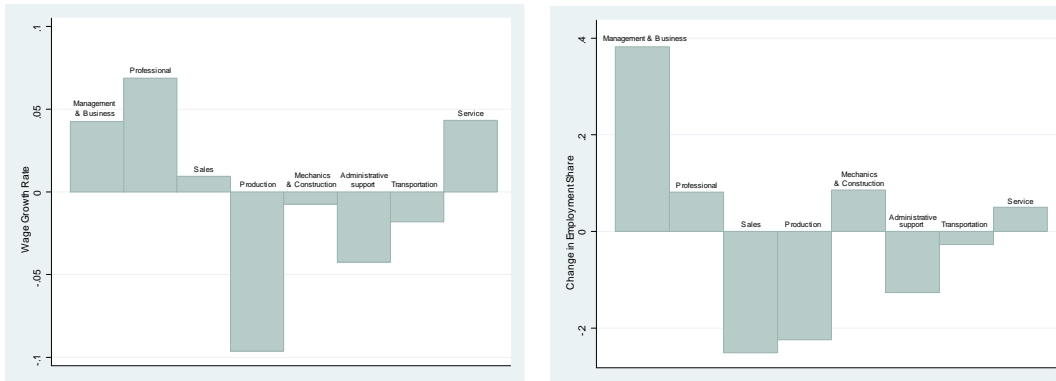 Wage Growth Rate
.1
.05
0
-.05
-.1
Management
& Business
Professional
Sales
Production
Mechanics
& Construction
Administrative
support
Transportation
Service
Change in Employment Share
.4
.2
0
-.2
Management & Business
Professional
Sales
Production
Mechanics
& Construction
Administrative
support
Transportation
Service